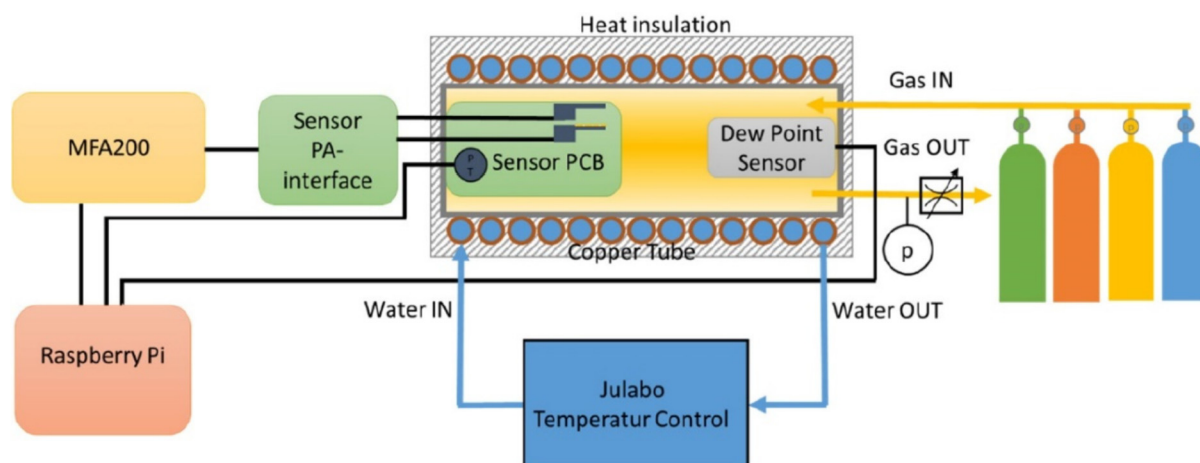 Heat insulation
Gas IN
MFA200
Sensor
PA-
interface
P
T
Sensor PCB
Dew Point
Sensor
Gas OUT
p
p
Copper Tube
Water IN
Water OUT
Raspberry Pi
Julabo
Temperatur Control